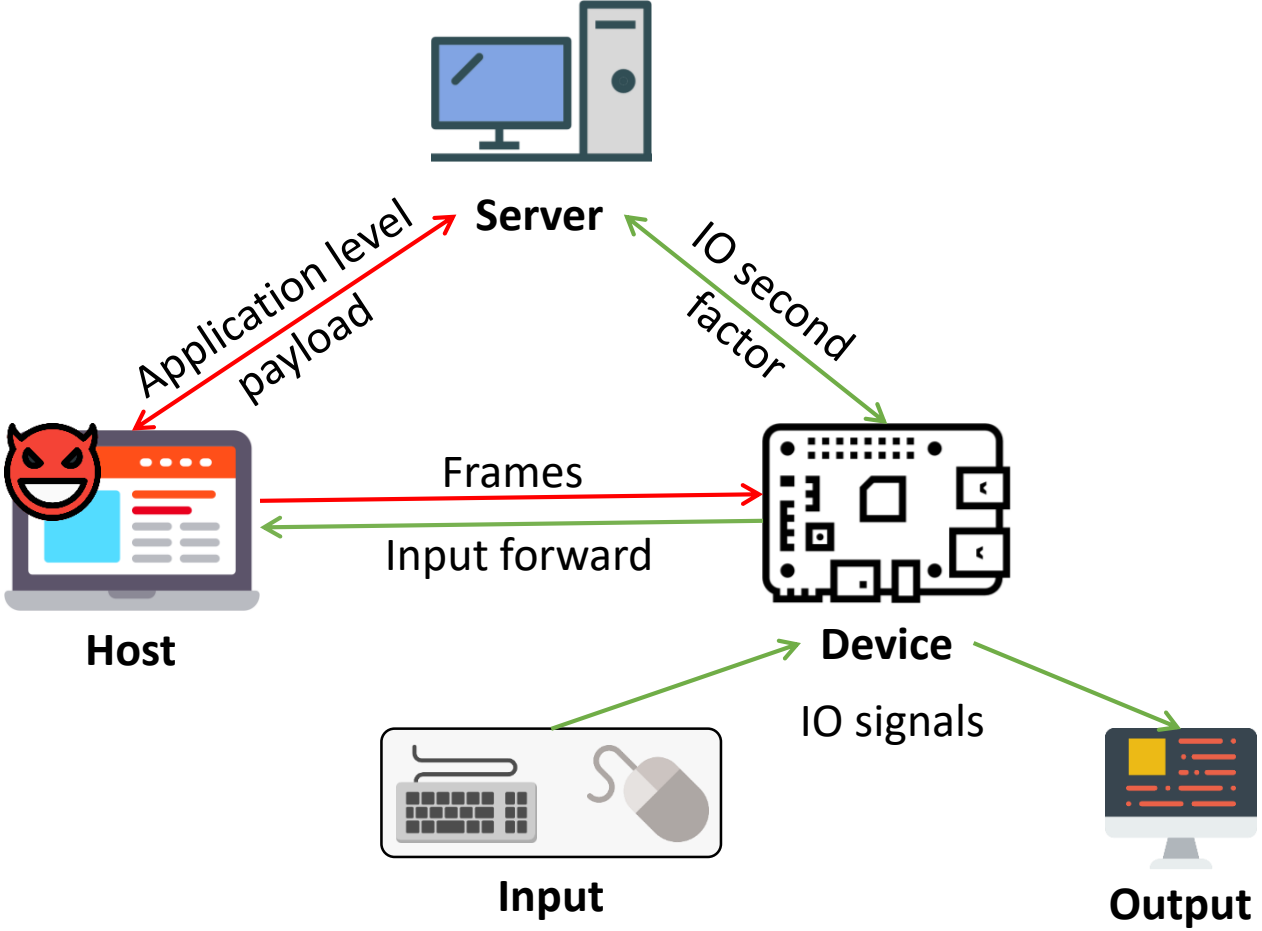 Server
Application level
payload
IO second
factor
Frames
Input forward
Host
Device
IO signals
Input
Output